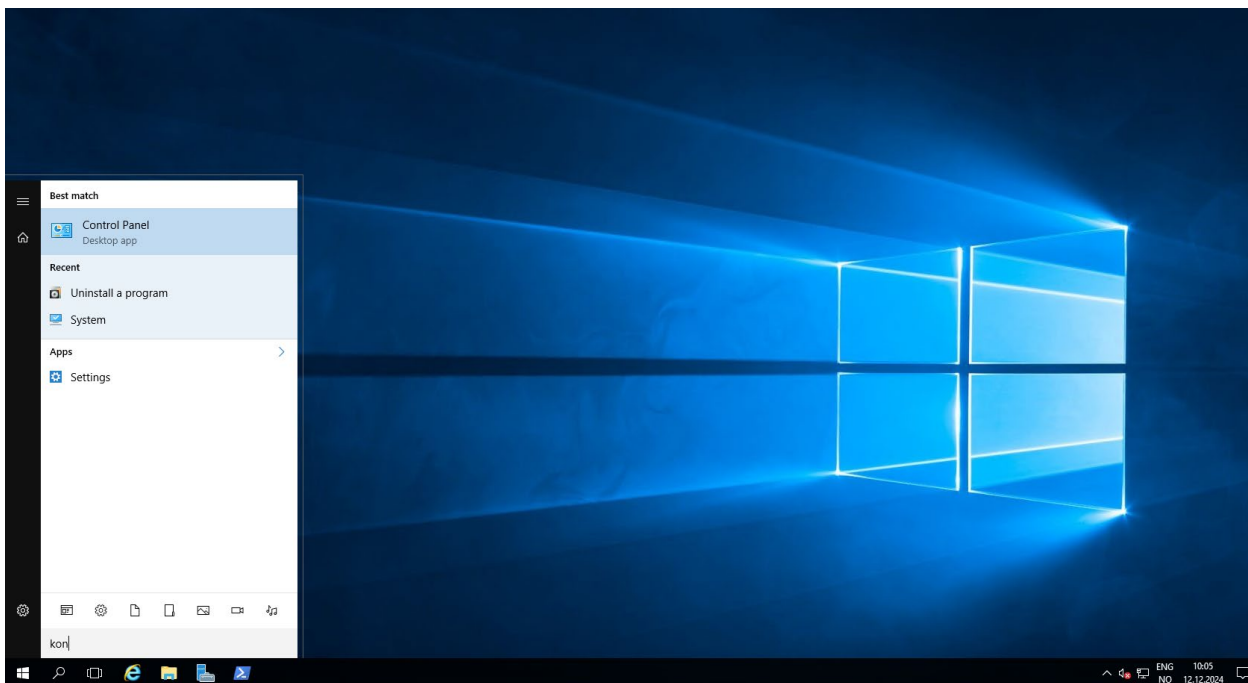 Best match
Control Panel
Desktop app
Recent
Uninstall a program
System
Apps
Settings
kon
ENG
NO
10:05
12.12.2024